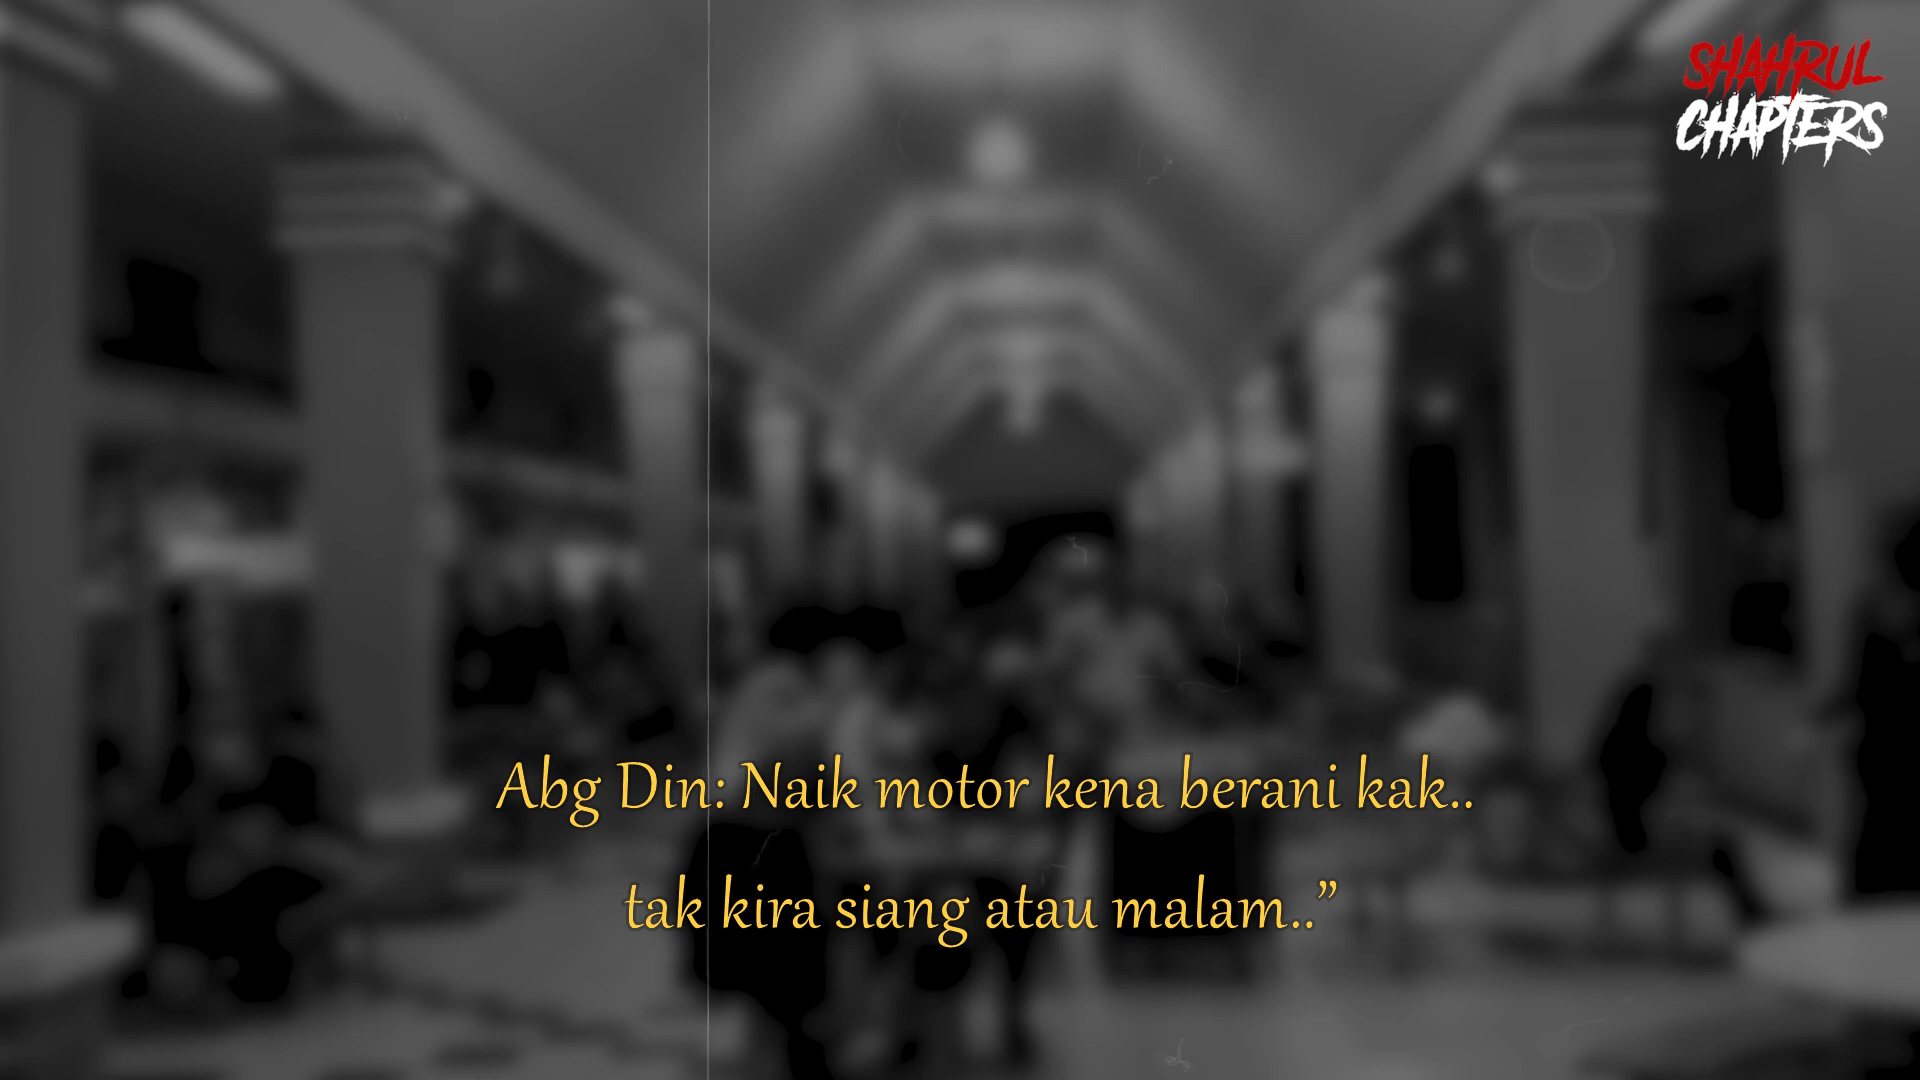 SHAHRUL
CHAPTERS
Abg Din: Naik motor kena berani kak..
tak kira siang atau malam..”